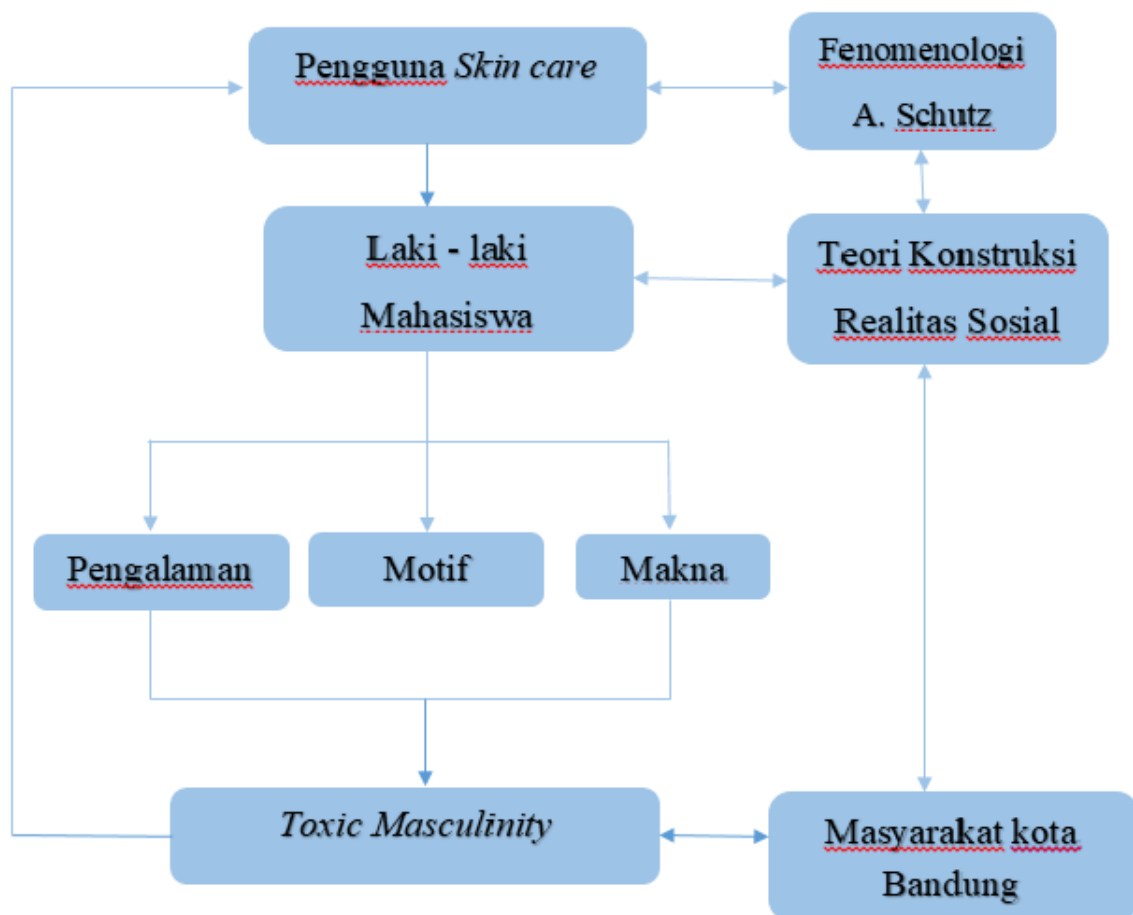 Pengguna Skin care
Fenomenologi
A. Schutz
Laki - laki
Mahasiswa
Teori Konstruksi
Realitas Sosial
Pengalaman
Motif
Makna
Toxic Masculinity
Masyarakat kota
Bandung